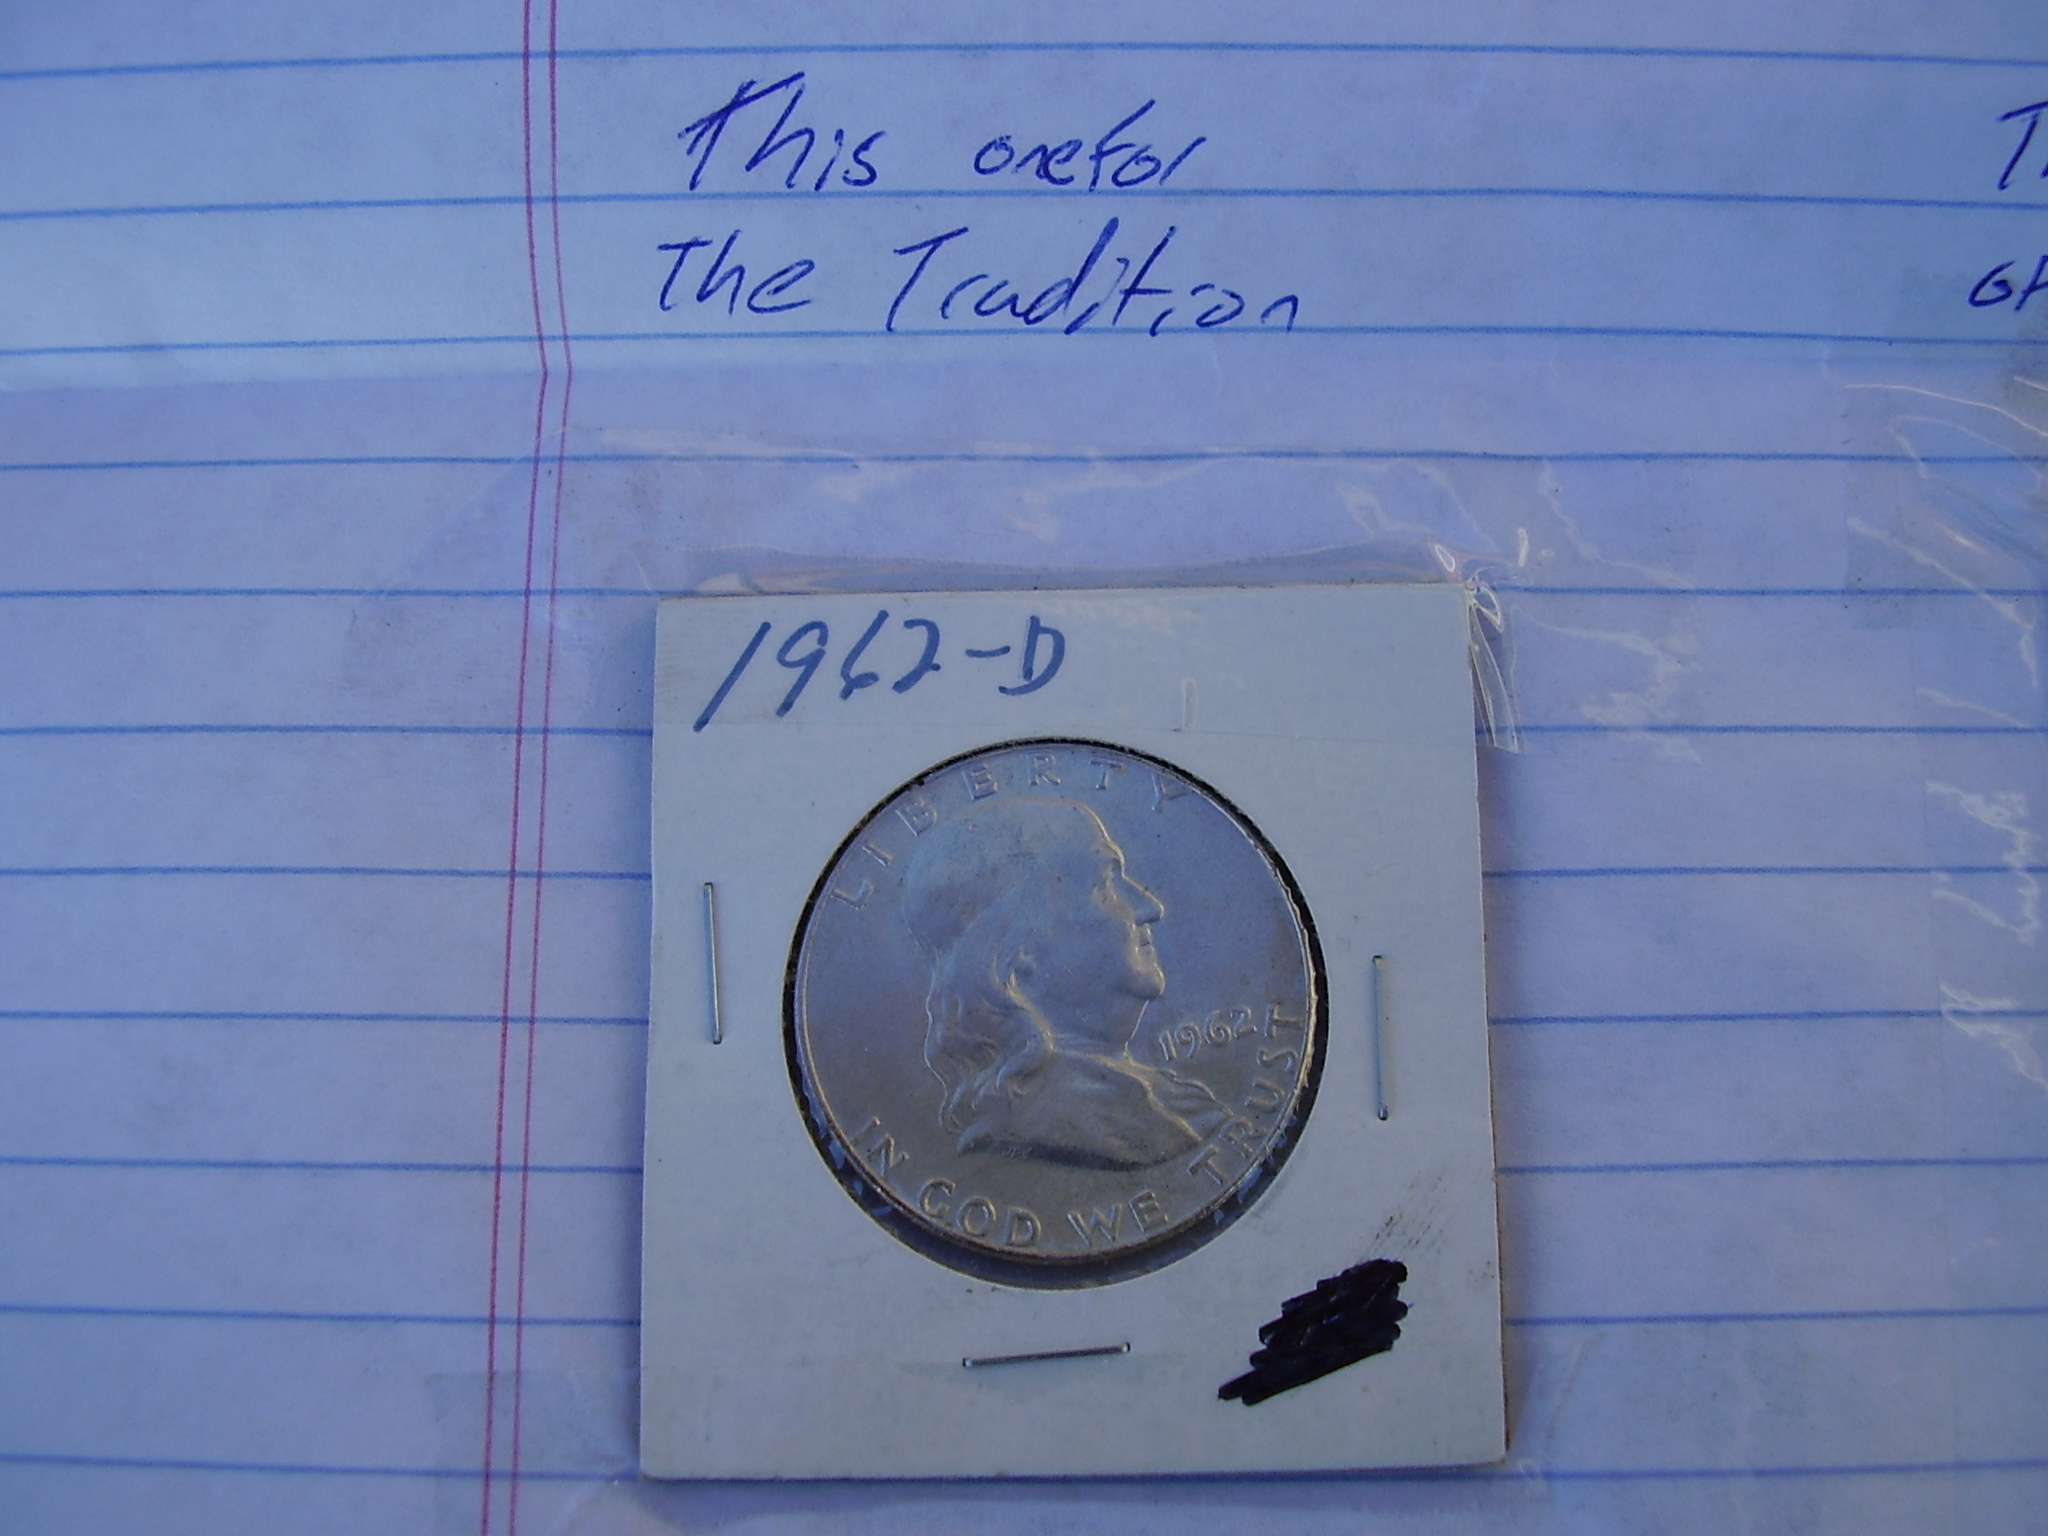 This onefor
The Tradition
1962-D
LIBERTY
1962
IN GOD WE TRUST